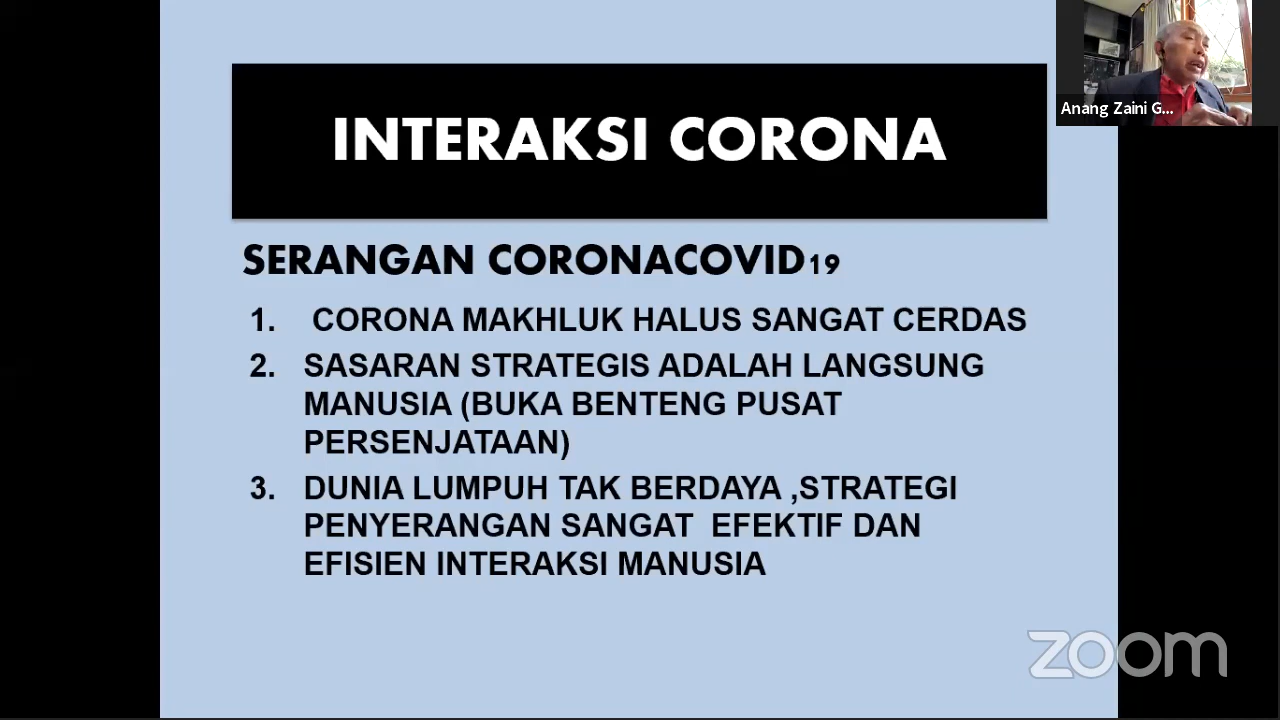 INTERAKSI CORONA
Anang Zaini G...
SERANGAN CORONACOVID19
1. CORONA MAKHLUK HALUS SANGAT CERDAS
2. SASARAN STRATEGIS ADALAH LANGSUNG
MANUSIA (BUKA BENTENG PUSAT
PERSENJATAAN)
3. DUNIA LUMPUH TAK BERDAYA ,STRATEGI
PENYERANGAN SANGAT EFEKTIF DAN
EFISIEN INTERAKSI MANUSIA
zoom